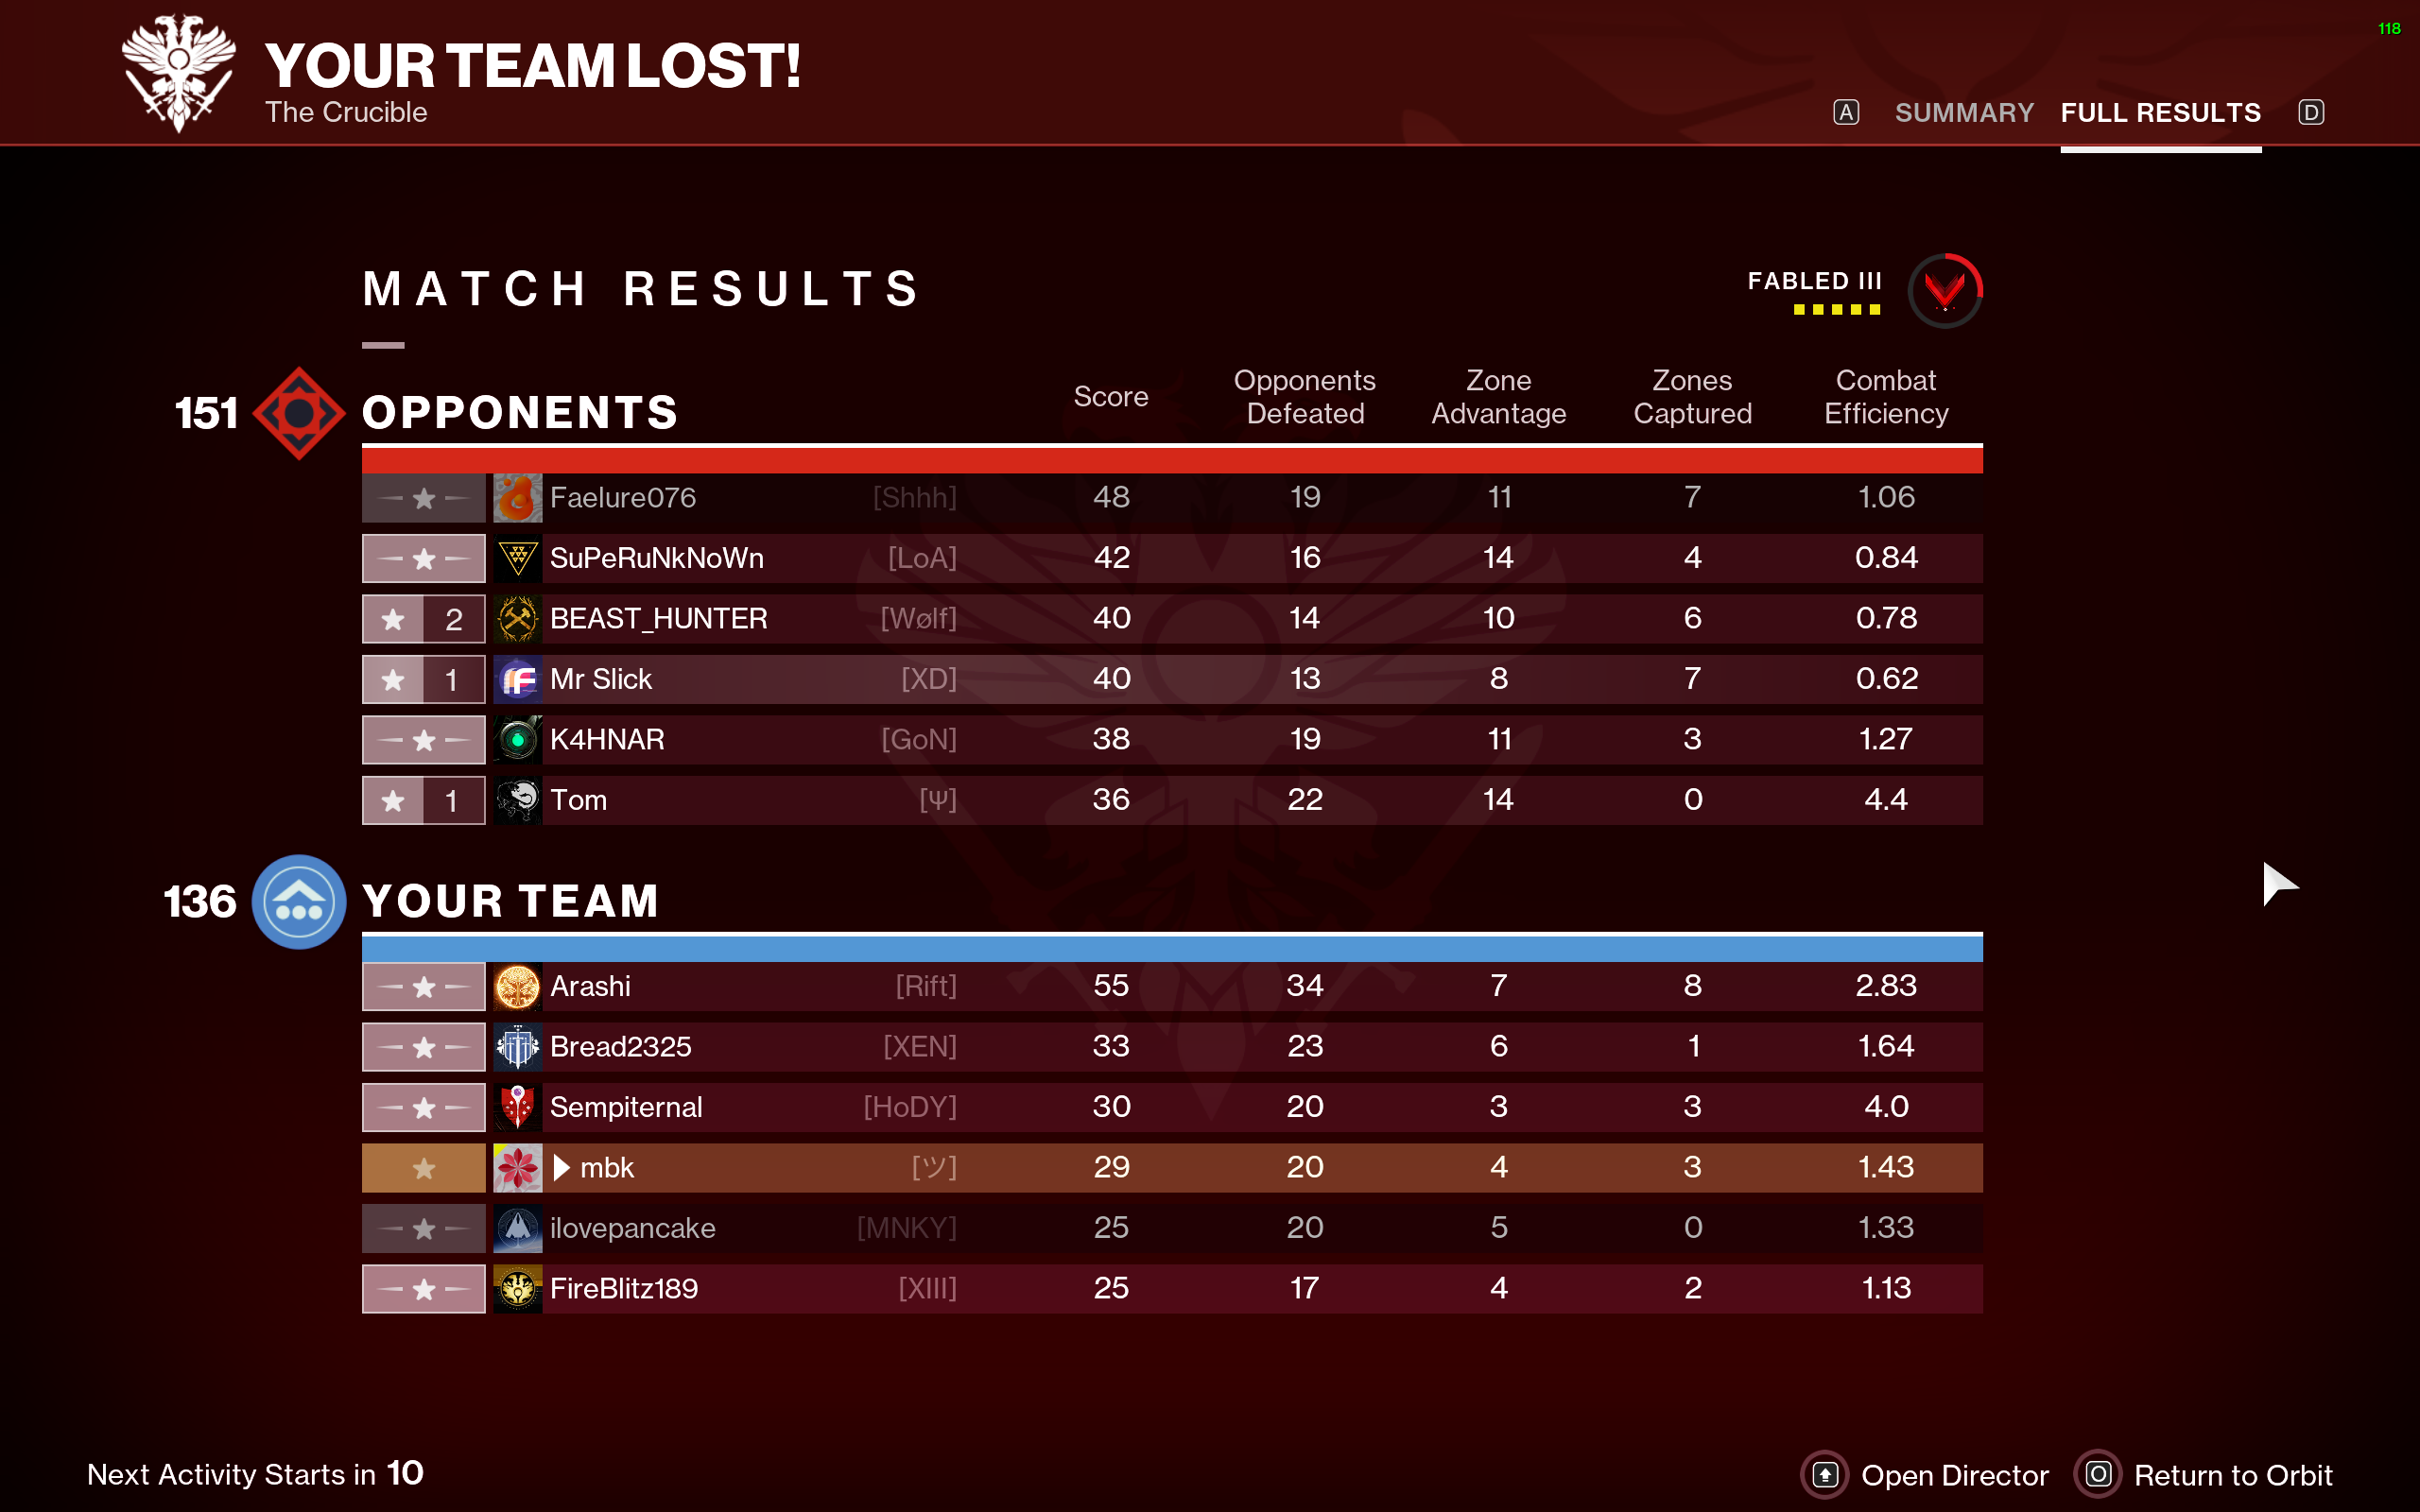 118
YOUR TEAM LOST!
The Crucible
A SUMMARY FULL RESULTS D
MATCH RESULTS
FABLED III
151 OPPONENTS Score Opponents Defeated Zone Advantage Zones Captured Combat Efficiency
Faelure076 [Shhh] 48 19 11 7 1.06
SuPeRuNkNoWn [LoA] 42 16 14 4 0.84
2 BEAST_HUNTER [Wølf] 40 14 10 6 0.78
1 Mr Slick [XD] 40 13 8 7 0.62
K4HNAR [GoN] 38 19 11 3 1.27
1 Tom [Ψ] 36 22 14 0 4.4
136 YOUR TEAM
Arashi [Rift] 55 34 7 8 2.83
Bread2325 [XEN] 33 23 6 1 1.64
Sempiternal [HoDY] 30 20 3 3 4.0
mbk [ツ] 29 20 4 3 1.43
ilovepancake [MNKY] 25 20 5 0 1.33
FireBlitz189 [XIII] 25 17 4 2 1.13
Next Activity Starts in 10
Open Director O Return to Orbit